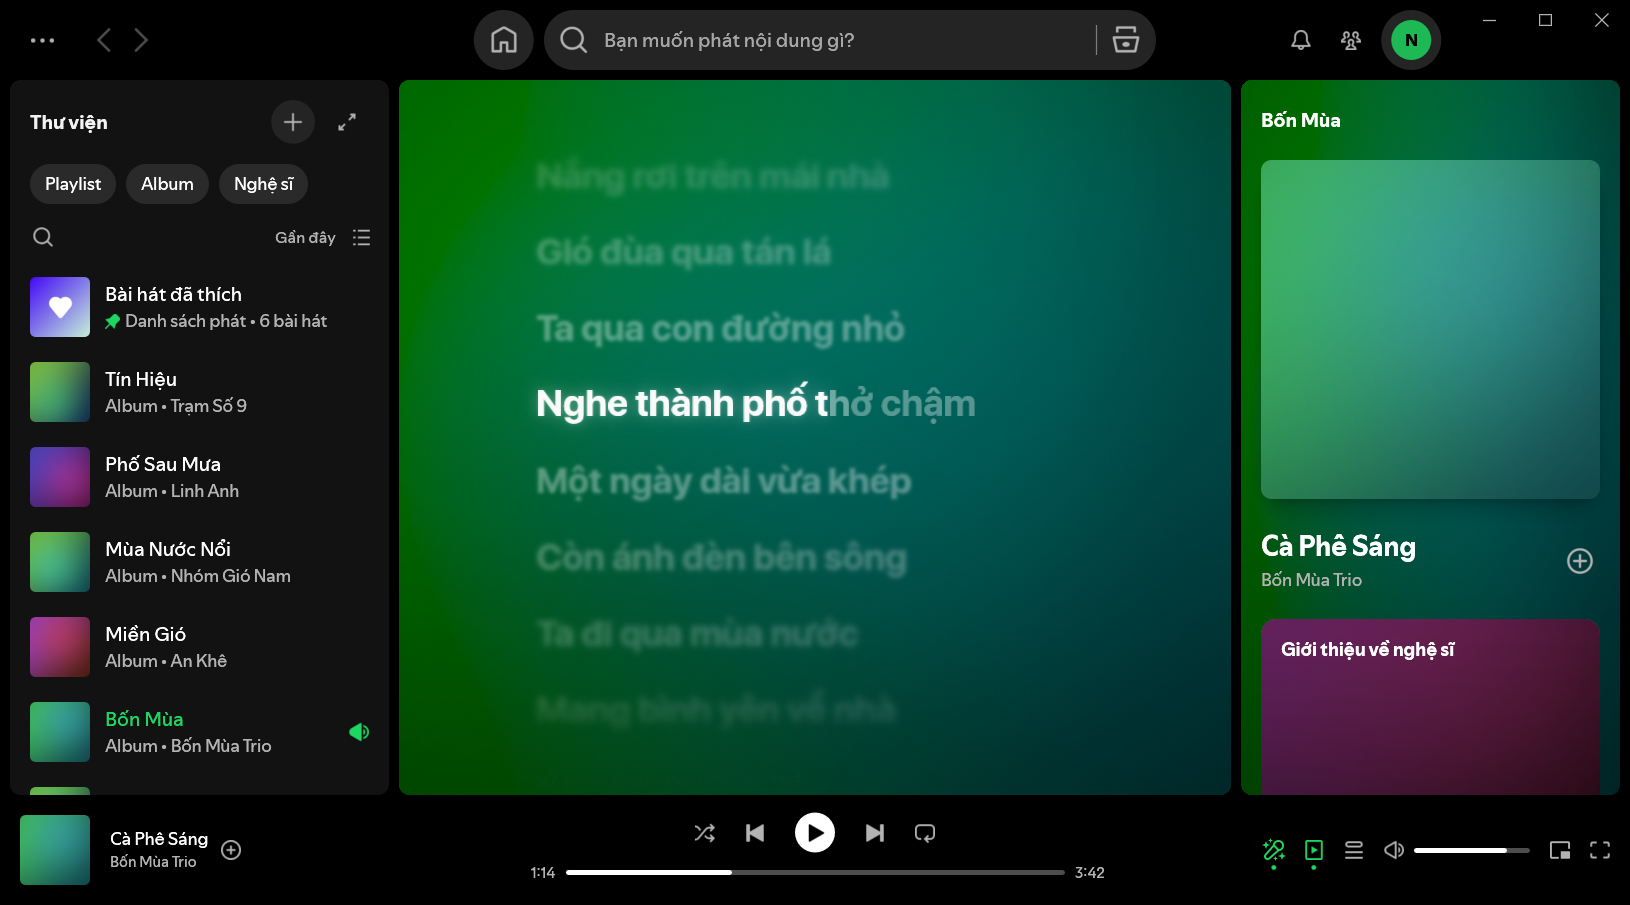 Bạn muốn phát nội dung gì?
N
Thư viện
Playlist
Album
Nghệ sĩ
Gần đây
Bài hát đã thích
Danh sách phát • 6 bài hát
Tín Hiệu
Album • Trạm Số 9
Phố Sau Mưa
Album • Linh Anh
Mùa Nước Nổi
Album • Nhóm Gió Nam
Miền Gió
Album • An Khê
Bốn Mùa
Album • Bốn Mùa Trio
Nắng rơi trên mái nhà
Gió đùa qua tán lá
Ta qua con đường nhỏ
Nghe thành phố thở chậm
Một ngày dài vừa khép
Còn ánh đèn bên sông
Ta đi qua mùa nước
Mang bình yên về nhà
Bốn Mùa
Cà Phê Sáng
Bốn Mùa Trio
Giới thiệu về nghệ sĩ
Cà Phê Sáng
Bốn Mùa Trio
1:14
3:42